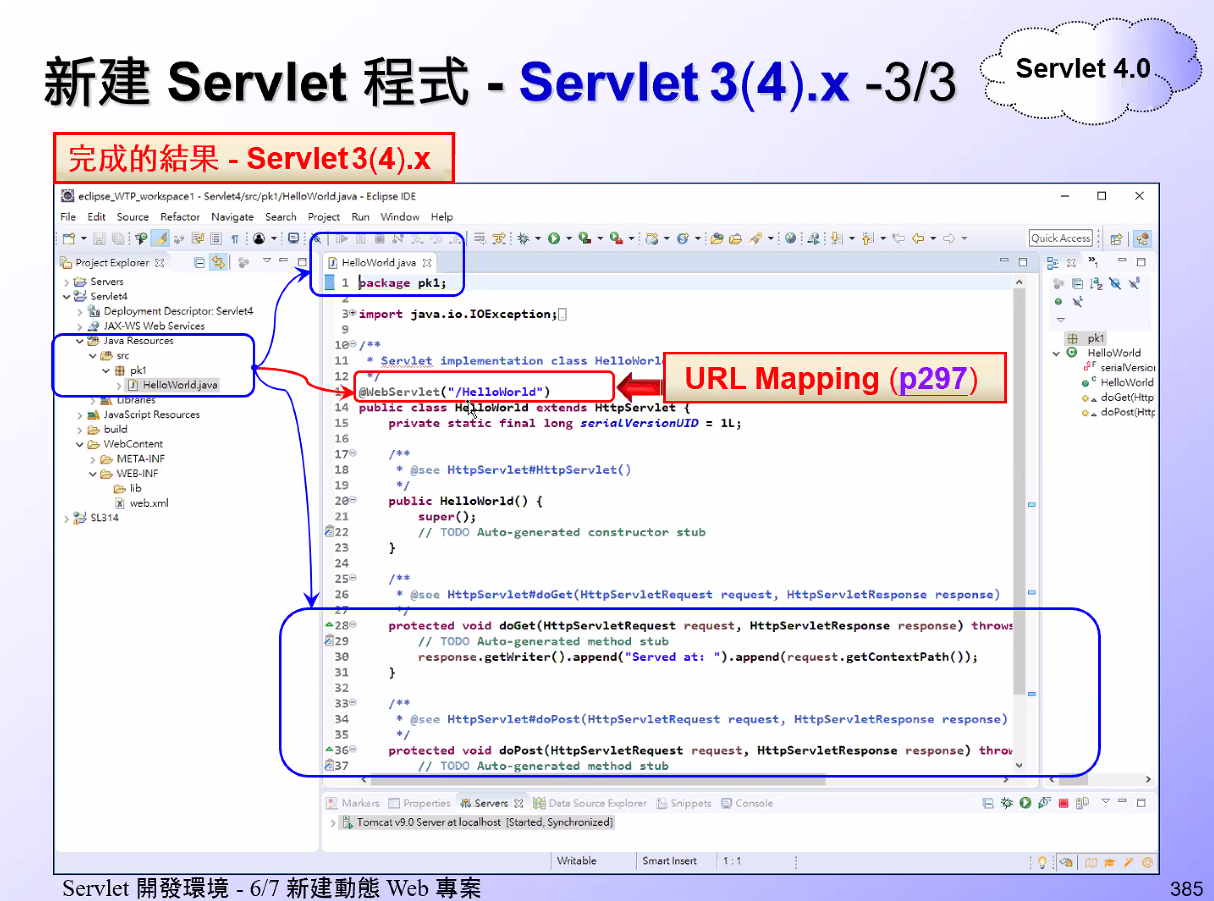 新建 Servlet 程式 - Servlet 3(4).x -3/3
Servlet 4.0
完成的結果 - Servlet 3(4).x
eclipse_WTP_workspace1 - Servlet4/src/pk1/HelloWorld.java - Eclipse IDE
File Edit Source Refactor Navigate Search Project Run Window Help
Quick Access
Project Explorer
Servers
Servlet4
Deployment Descriptor: Servlet4
JAX-WS Web Services
Java Resources
src
pk1
HelloWorld.java
Libraries
JavaScript Resources
build
WebContent
META-INF
WEB-INF
lib
web.xml
SL314
HelloWorld.java
1 package pk1;
2
3 import java.io.IOException;
9
10 /**
11 * Servlet implementation class HelloWorl
12 */
@WebServlet("/HelloWorld")
14 public class HelloWorld extends HttpServlet {
15 private static final long serialVersionUID = 1L;
16
17 /**
18 * @see HttpServlet#HttpServlet()
19 */
20 public HelloWorld() {
21 super();
22 // TODO Auto-generated constructor stub
23 }
24
25 /**
26 * @see HttpServlet#doGet(HttpServletRequest request, HttpServletResponse response)
27 */
28 protected void doGet(HttpServletRequest request, HttpServletResponse response) throws
29 // TODO Auto-generated method stub
30 response.getWriter().append("Served at: ").append(request.getContextPath());
31 }
32
33 /**
34 * @see HttpServlet#doPost(HttpServletRequest request, HttpServletResponse response)
35 */
36 protected void doPost(HttpServletRequest request, HttpServletResponse response) throw
37 // TODO Auto-generated method stub
URL Mapping (p297)
pk1
HelloWorld
serialVersion
HelloWorld
doGet(Http
doPost(Http
Markers Properties Servers Data Source Explorer Snippets Console
Tomcat v9.0 Server at localhost [Started, Synchronized]
Writable Smart Insert 1 : 1
Servlet 開發環境 - 6/7 新建動態 Web 專案
385